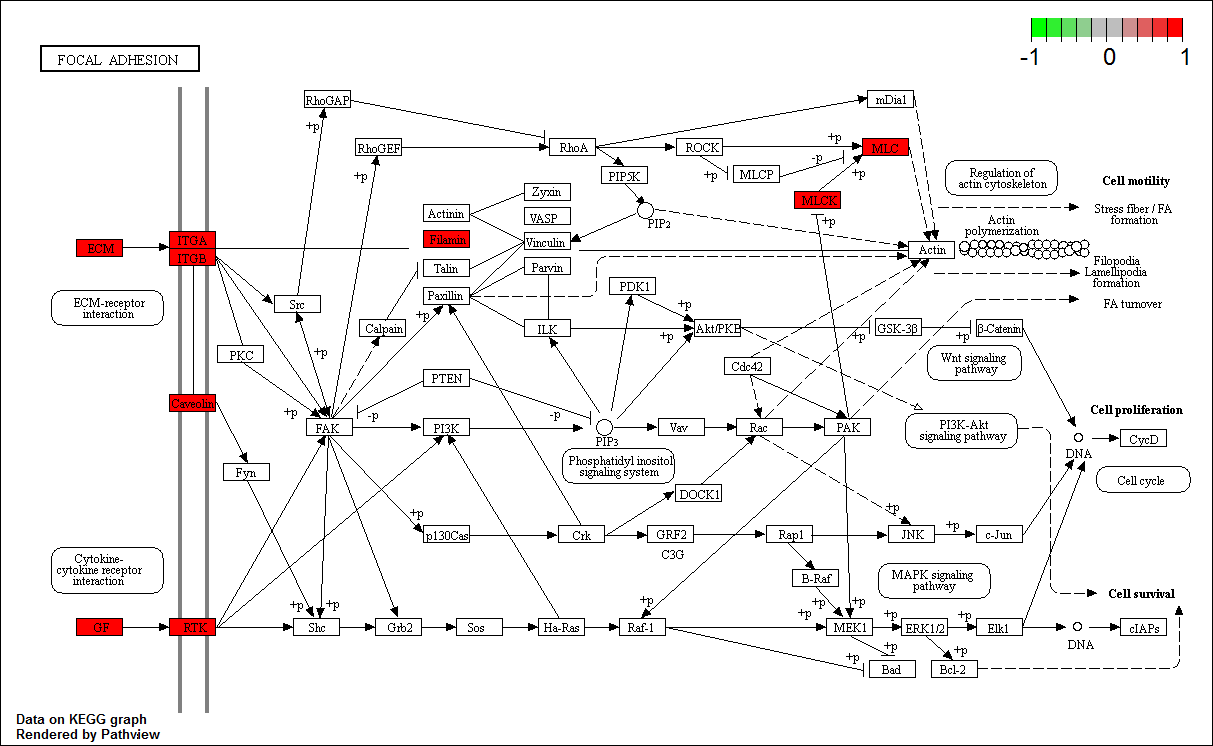 -1 0 1
FOCAL ADHESION
RhoGAP
mDia1
+p
RhoGEF
RhoA
ROCK
+p
MLC
+p
PIP5K
+p
MLCP
-p
+p
Zyxin
MLCK
Regulation of
actin cytoskeleton
Cell motility
Actinin
VASP
PIP2
+p
Stress fiber / FA
formation
ECM
ITGA
ITGB
Filamin
Vinculin
Actin
Actin
polymerization
Talin
Parvin
Filopodia
Lamellipodia
formation
ECM-receptor
interaction
Src
Paxillin
PDK1
FA turnover
+p
+p
Calpain
ILK
+p
Akt/PKB
+p
GSK-3β
+p
β-Catenin
PKC
+p
Cdc42
Wnt signaling
pathway
PTEN
Caveolin
+p
-p
-p
Cell proliferation
FAK
PI3K
PIP3
Vav
Rac
PAK
PI3K-Akt
signaling pathway
CycD
DNA
Fyn
Phosphatidyl inositol
signaling system
Cell cycle
DOCK1
+p
+p
+p
p130Cas
Crk
GRF2
C3G
Rap1
JNK
c-Jun
Cytokine-
cytokine receptor
interaction
B-Raf
MAPK signaling
pathway
Cell survival
+p
+p
+p
+p
+p
+p
+p
+p
GF
RTK
Shc
Grb2
Sos
Ha-Ras
Raf-1
MEK1
ERK1/2
Elk1
DNA
cIAPs
+p
+p
+p
Bad
Bcl-2
Data on KEGG graph
Rendered by Pathview